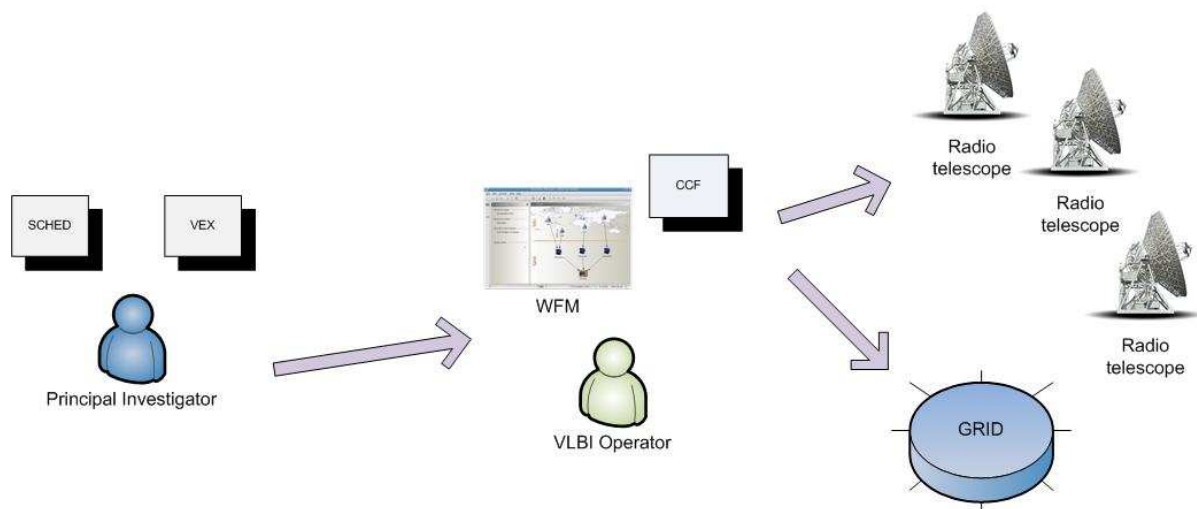 SCHED
VEX
Principal Investigator
WFM
CCF
VLBI Operator
Radio
telescope
Radio
telescope
Radio
telescope
GRID